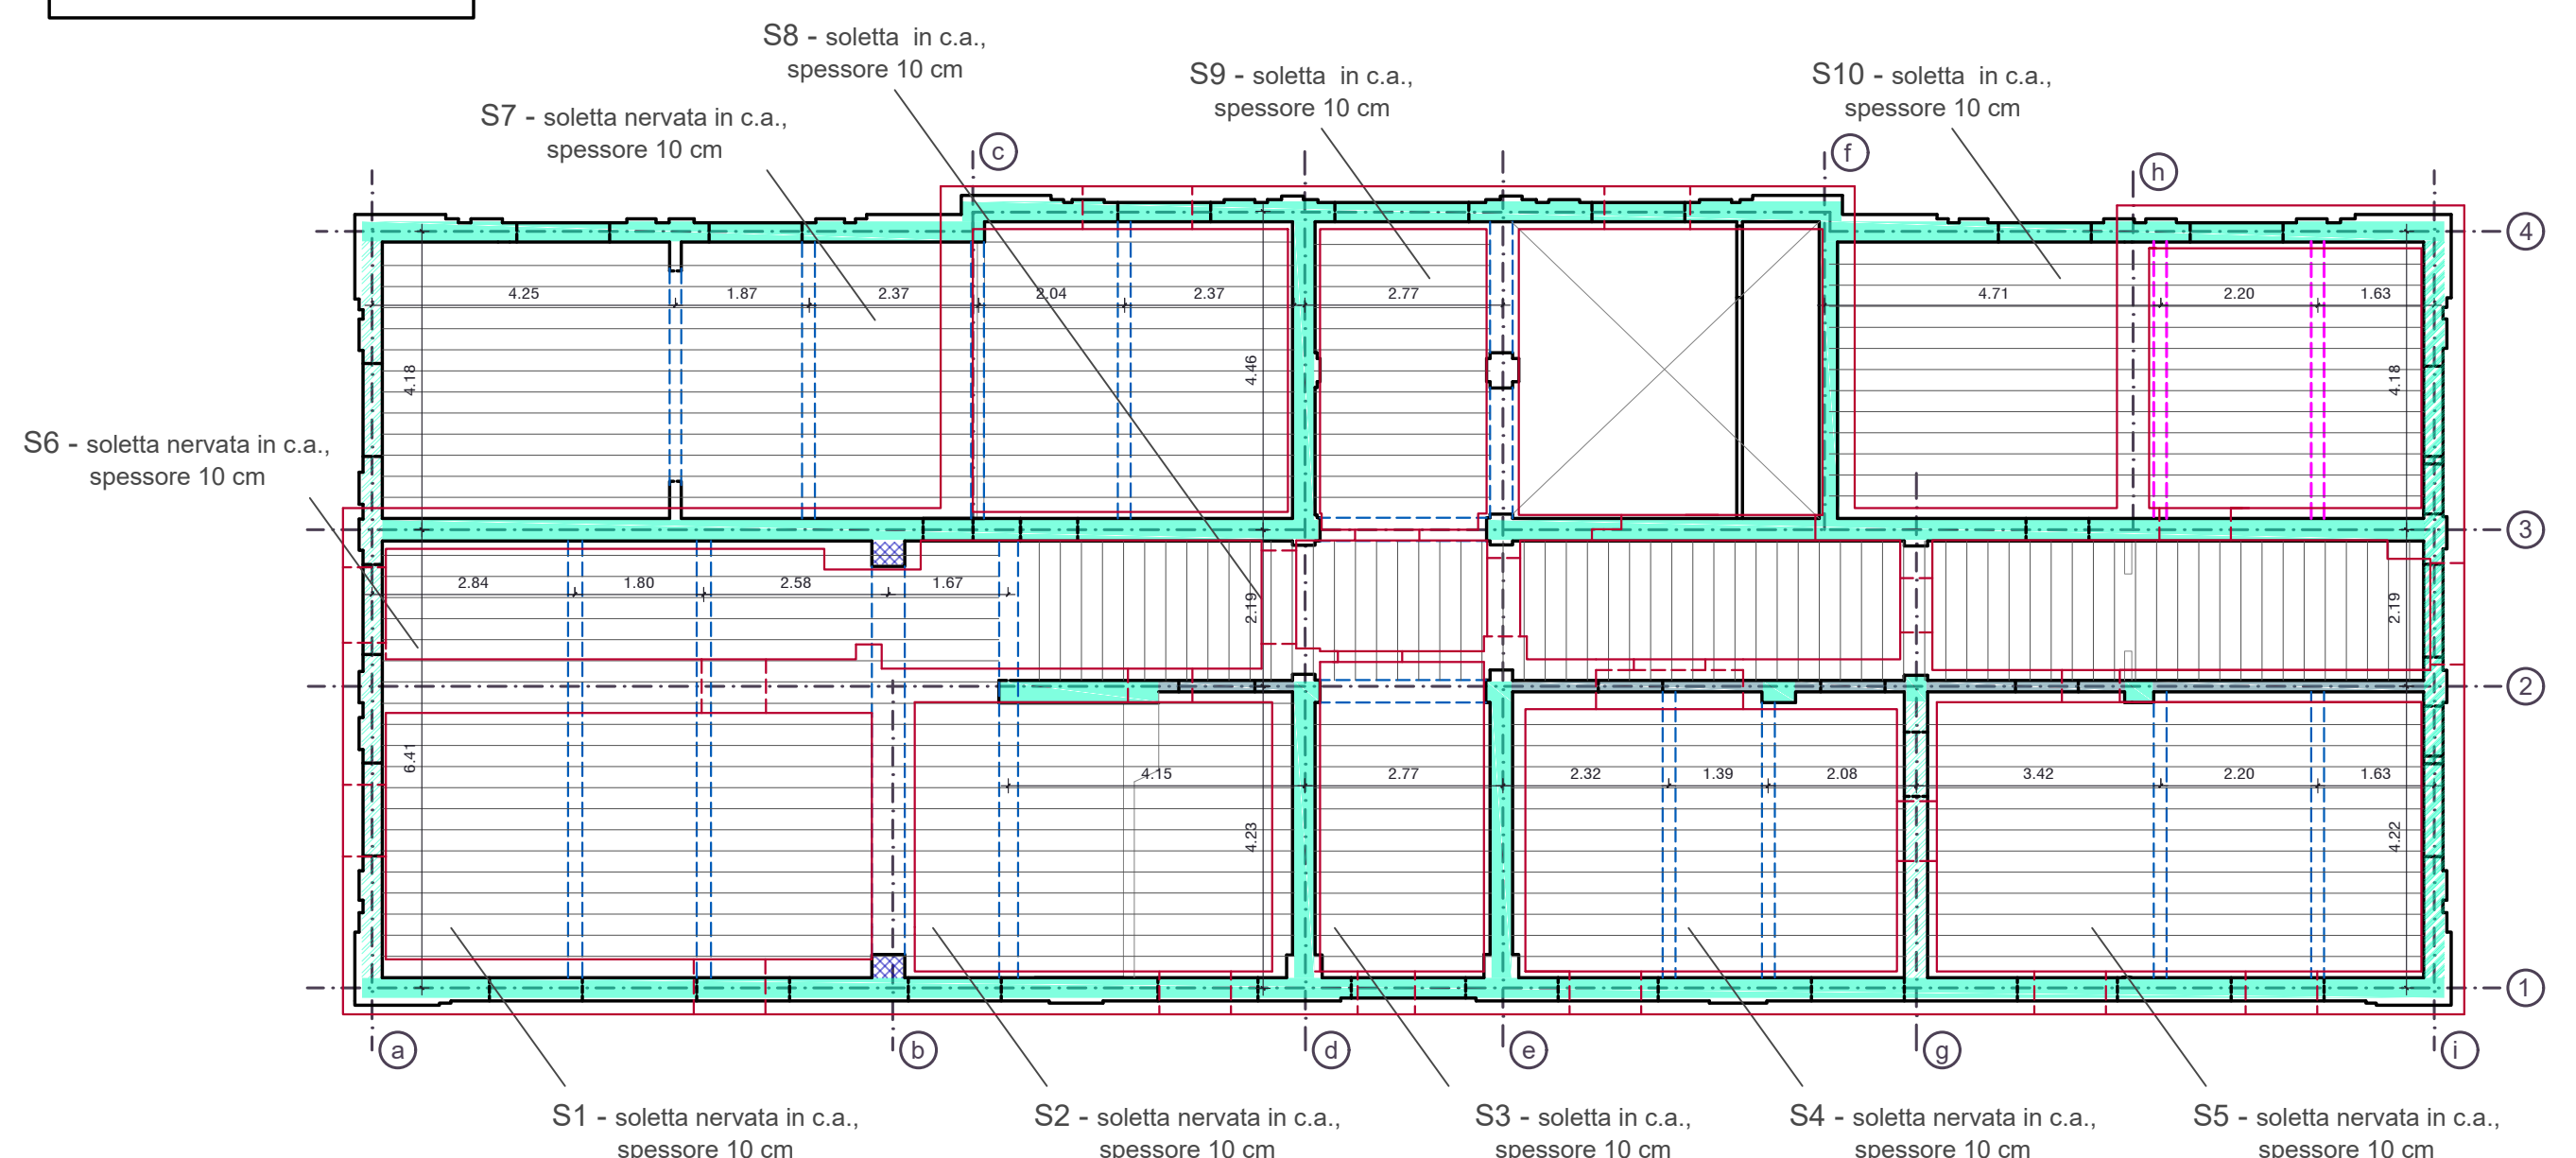 S8 - soletta in c.a.,
spessore 10 cm
S9 - soletta in c.a.,
spessore 10 cm
S10 - soletta in c.a.,
spessore 10 cm
S7 - soletta nervata in c.a.,
spessore 10 cm
c
f
h
4
4.25
1.87
2.37
2.04
2.37
2.77
4.71
2.20
1.63
4.18
4.46
4.18
S6 - soletta nervata in c.a.,
spessore 10 cm
3
2.84
1.80
2.58
1.67
2.19
2.19
2
6.41
4.15
2.77
2.32
1.39
2.08
3.42
2.20
1.63
4.23
4.22
1
a
b
d
e
g
i
S1 - soletta nervata in c.a.,
spessore 10 cm
S2 - soletta nervata in c.a.,
spessore 10 cm
S3 - soletta in c.a.,
spessore 10 cm
S4 - soletta nervata in c.a.,
spessore 10 cm
S5 - soletta nervata in c.a.,
spessore 10 cm